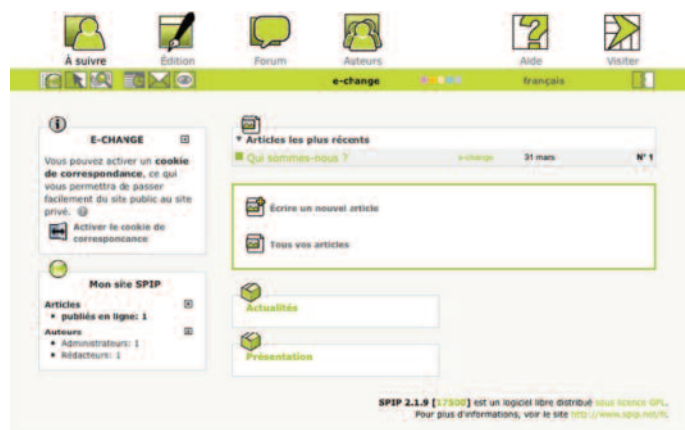 À suivre
Édition
Forum
Auteurs
Aide
Visiter
e-change
français
E-CHANGE
Vous pouvez activer un cookie
de correspondance, ce qui
vous permettra de passer
facilement du site public au site
privé.
Activer le cookie de
correspondance
Mon site SPIP
Articles
• publiés en ligne: 1
Auteurs
• Administrateurs: 1
• Rédacteurs: 1
Articles les plus récents
Qui sommes-nous ? e-change 31 mars N° 1
Écrire un nouvel article
Tous vos articles
Actualités
Présentation
SPIP 2.1.9 [17500] est un logiciel libre distribué sous licence GPL.
Pour plus d'informations, voir le site http://www.spip.net/fr.